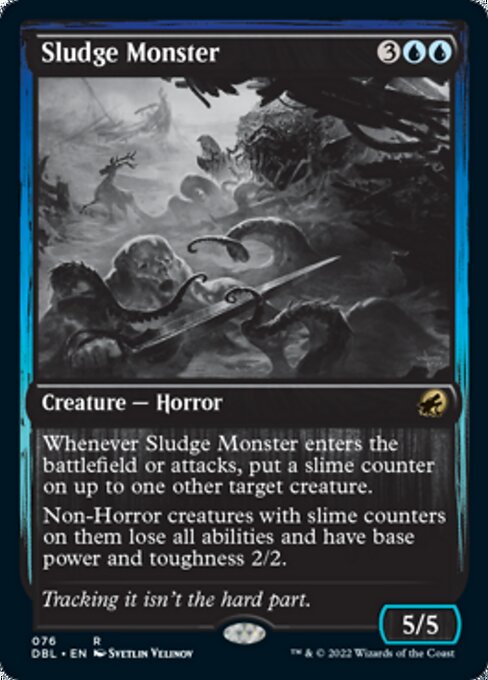 Sludge Monster 3
Creature — Horror
Whenever Sludge Monster enters the
battlefield or attacks, put a slime counter
on up to one other target creature.
Non-Horror creatures with slime counters
on them lose all abilities and have base
power and toughness 2/2.
Tracking it isn't the hard part.
5/5
076 R
DBL • EN Svetlin Velinov
™ & © 2022 Wizards of the Coast